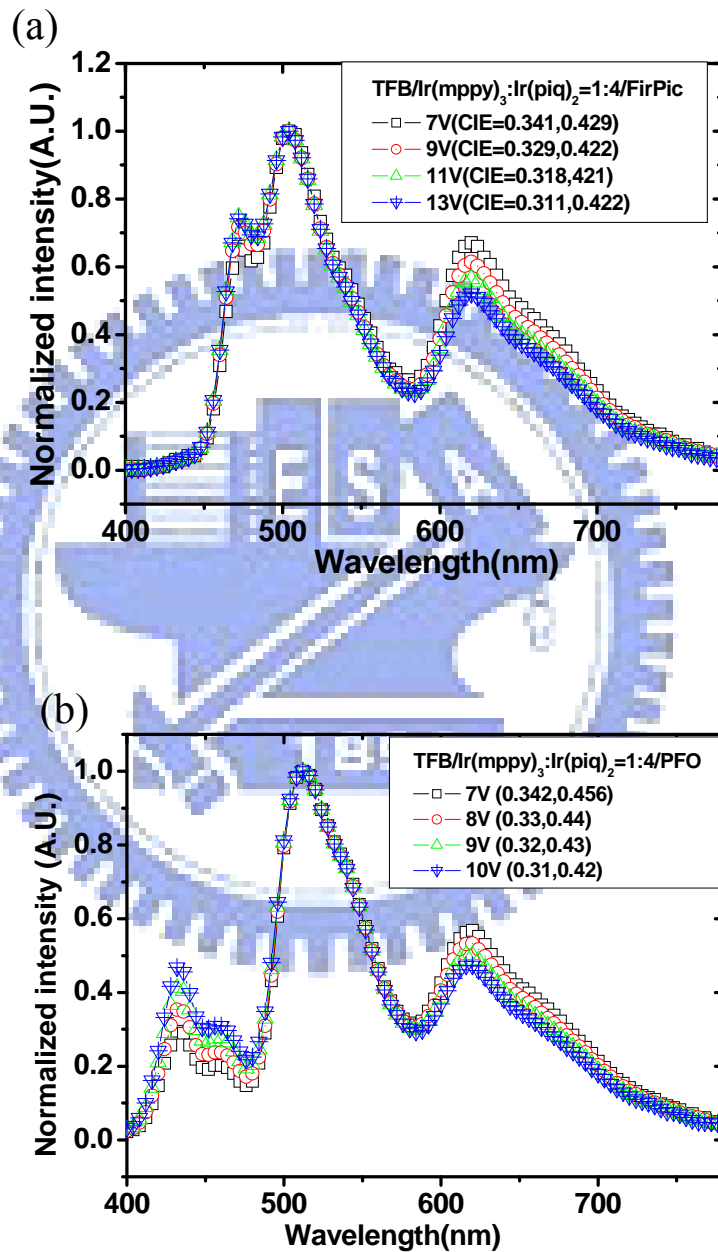 (a)
TFB/Ir(mppy)3:Ir(piq)2=1:4/FirPic
7V(CIE=0.341,0.429)
9V(CIE=0.329,0.422)
11V(CIE=0.318,421)
13V(CIE=0.311,0.422)
Normalized intensity(A.U.)
1.2
1.0
0.8
0.6
0.4
0.2
0.0
400 500 600 700
Wavelength(nm)
(b)
TFB/Ir(mppy)3:Ir(piq)2=1:4/PFO
7V (0.342,0.456)
8V (0.33,0.44)
9V (0.32,0.43)
10V (0.31,0.42)
Normalized intensity (A.U.)
1.0
0.8
0.6
0.4
0.2
0.0
400 500 600 700
Wavelength(nm)